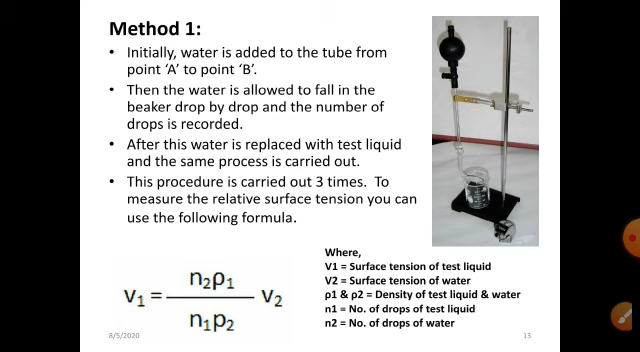 Method 1:
• Initially, water is added to the tube from
point ‘A’ to point ‘B’.
• Then the water is allowed to fall in the
beaker drop by drop and the number of
drops is recorded.
• After this water is replaced with test liquid
and the same process is carried out.
• This procedure is carried out 3 times. To
measure the relative surface tension you can
use the following formula.
v₁ = n₂ρ₁ / n₁ρ₂ v₂
Where,
V1 = Surface tension of test liquid
V2 = Surface tension of water
ρ1 & ρ2 = Density of test liquid & water
n1 = No. of drops of test liquid
n2 = No. of drops of water
8/5/2020
13